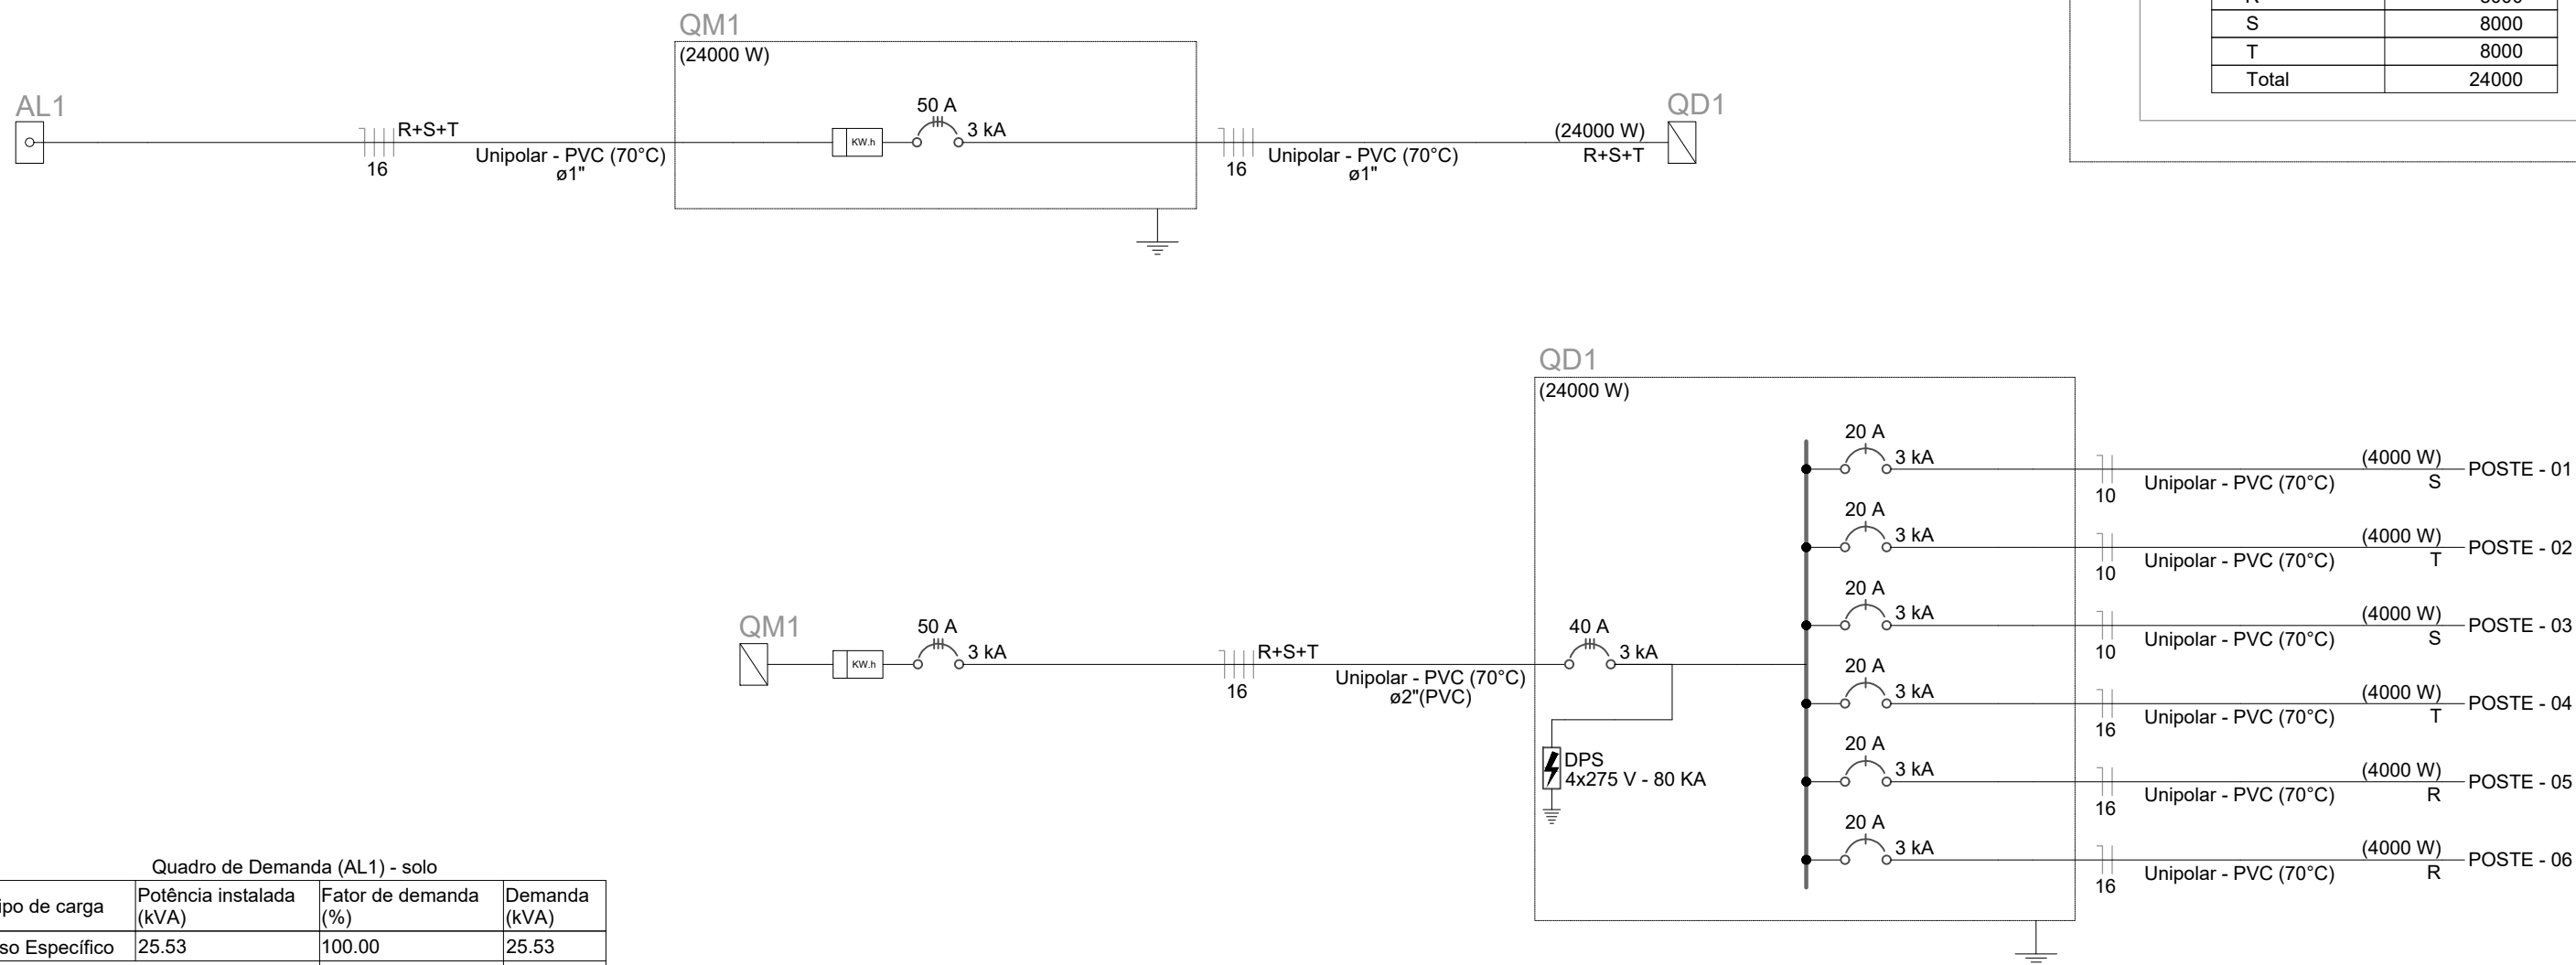 QM1
(24000 W)
AL1
R+S+T
16
Unipolar - PVC (70°C)
ø1"
KW.h
50 A
3 kA
16
Unipolar - PVC (70°C)
ø1"
(24000 W)
R+S+T
QD1
S 8000
T 8000
Total 24000
QD1
(24000 W)
QM1
KW.h
50 A
3 kA
R+S+T
16
Unipolar - PVC (70°C)
ø2"(PVC)
40 A
3 kA
DPS
4x275 V - 80 KA
20 A
3 kA
10
Unipolar - PVC (70°C)
(4000 W)
S
POSTE - 01
20 A
3 kA
10
Unipolar - PVC (70°C)
(4000 W)
T
POSTE - 02
20 A
3 kA
10
Unipolar - PVC (70°C)
(4000 W)
S
POSTE - 03
20 A
3 kA
16
Unipolar - PVC (70°C)
(4000 W)
T
POSTE - 04
20 A
3 kA
16
Unipolar - PVC (70°C)
(4000 W)
R
POSTE - 05
20 A
3 kA
16
Unipolar - PVC (70°C)
(4000 W)
R
POSTE - 06
Quadro de Demanda (AL1) - solo
ipo de carga
Potência instalada
(kVA)
Fator de demanda
(%)
Demanda
(kVA)
so Específico 25.53 100.00 25.53